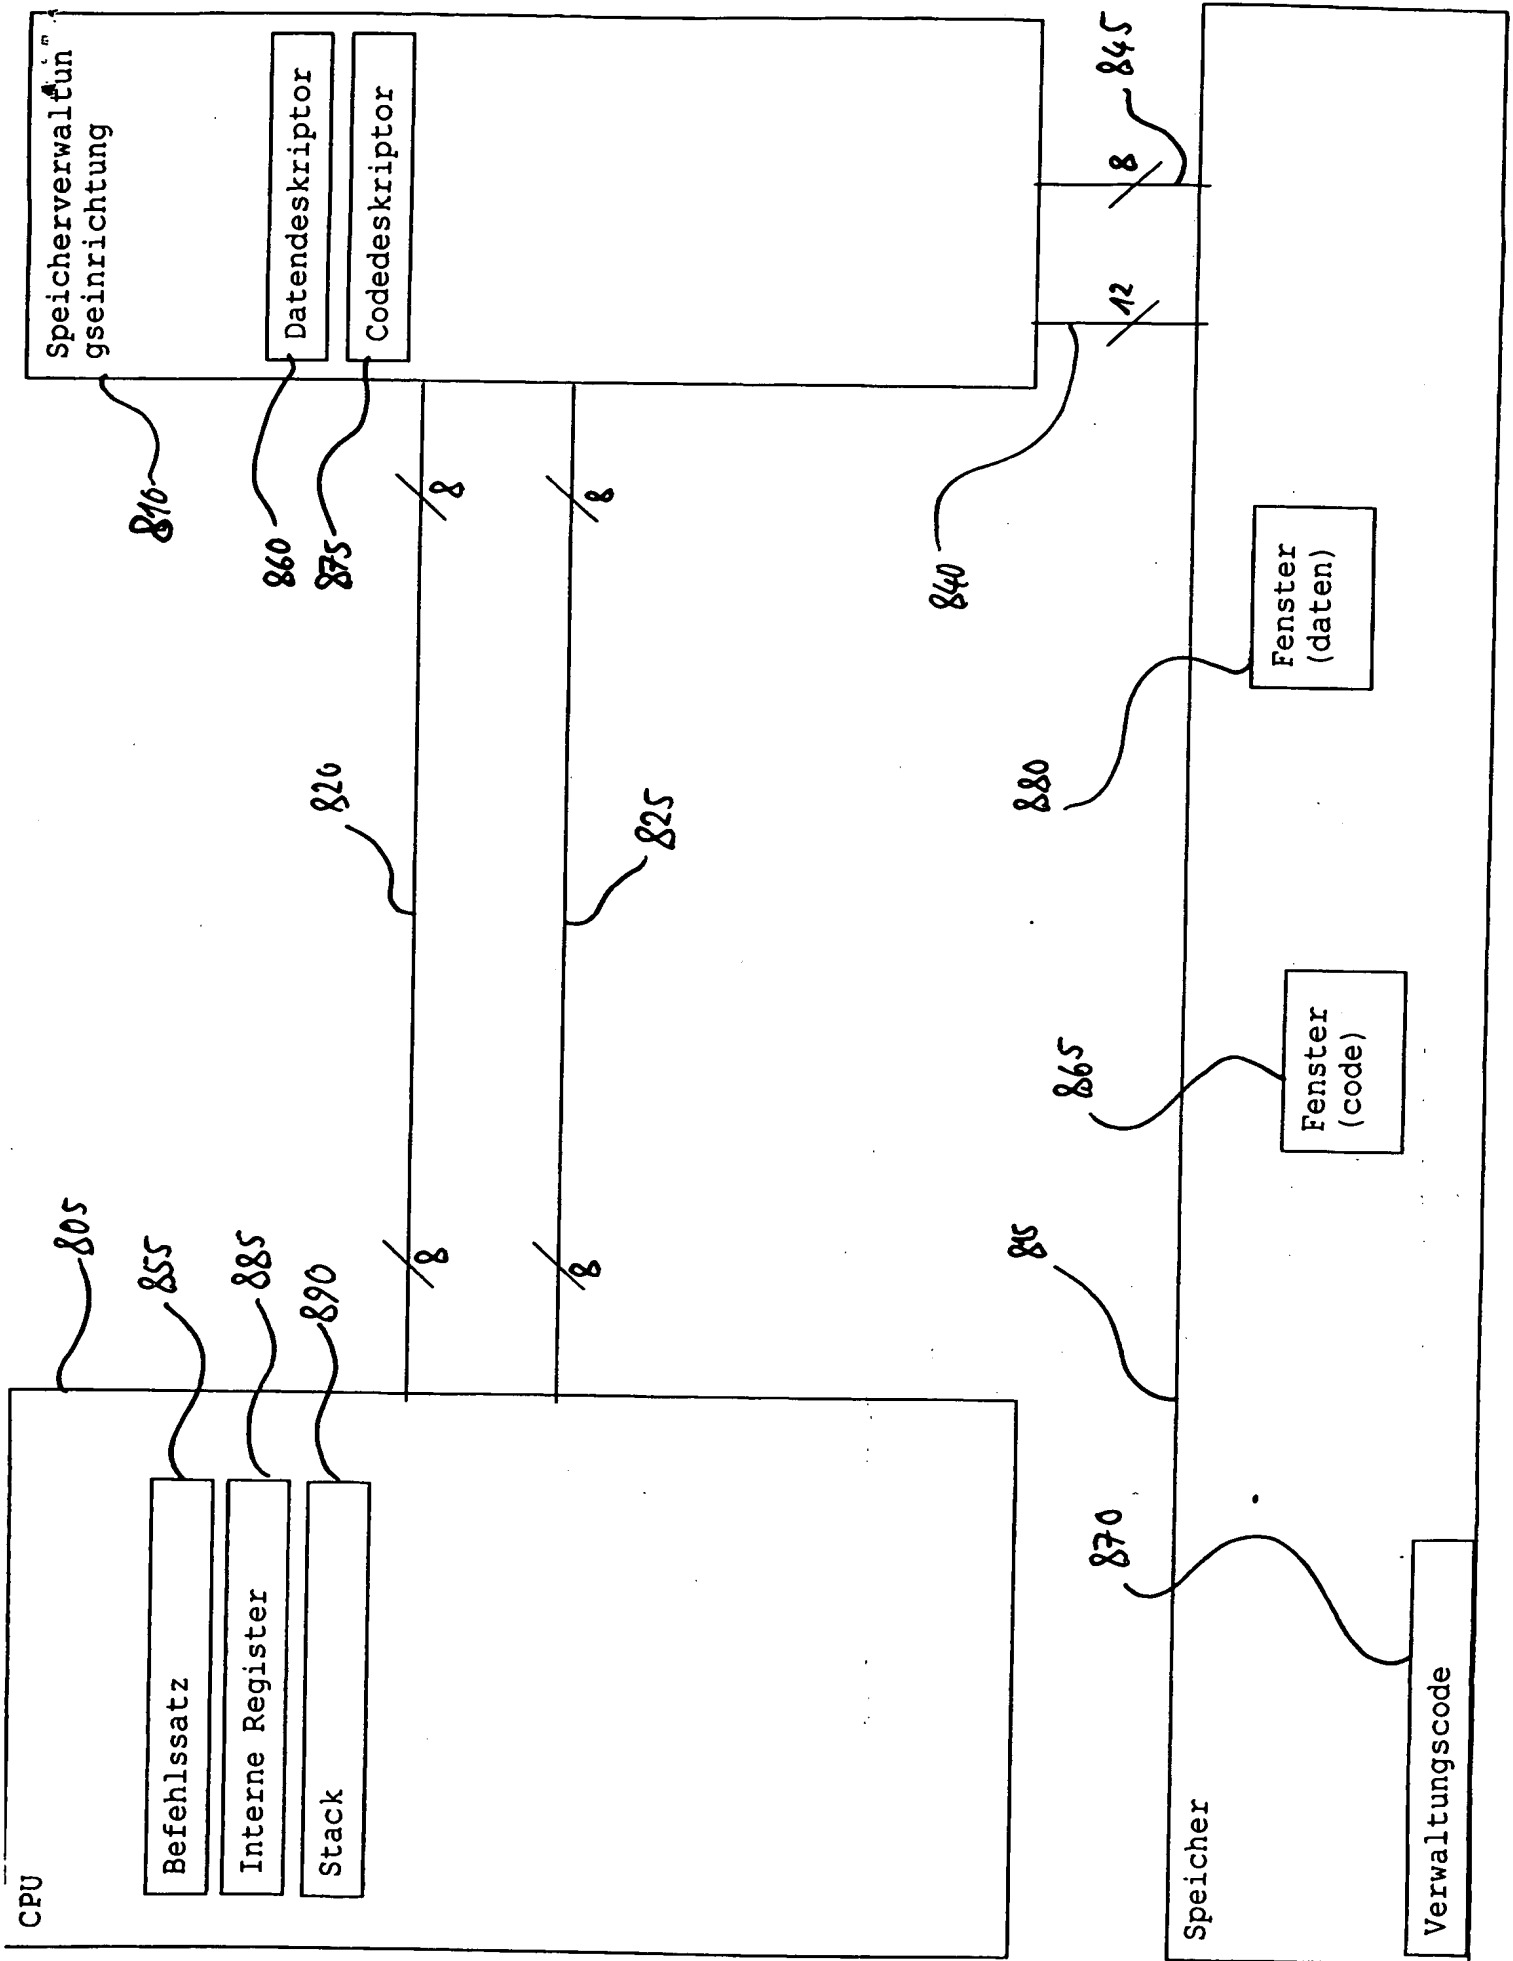 CPU
Befehlssatz
Interne Register
Stack
805
855
885
890
8
8
820
825
8
8
810
860
875
Speicherverwaltun
gseinrichtung
Datendeskriptor
Codedeskriptor
Speicher
Verwaltungscode
870
815
865
Fenster
(code)
880
Fenster
(daten)
840
12
8
845